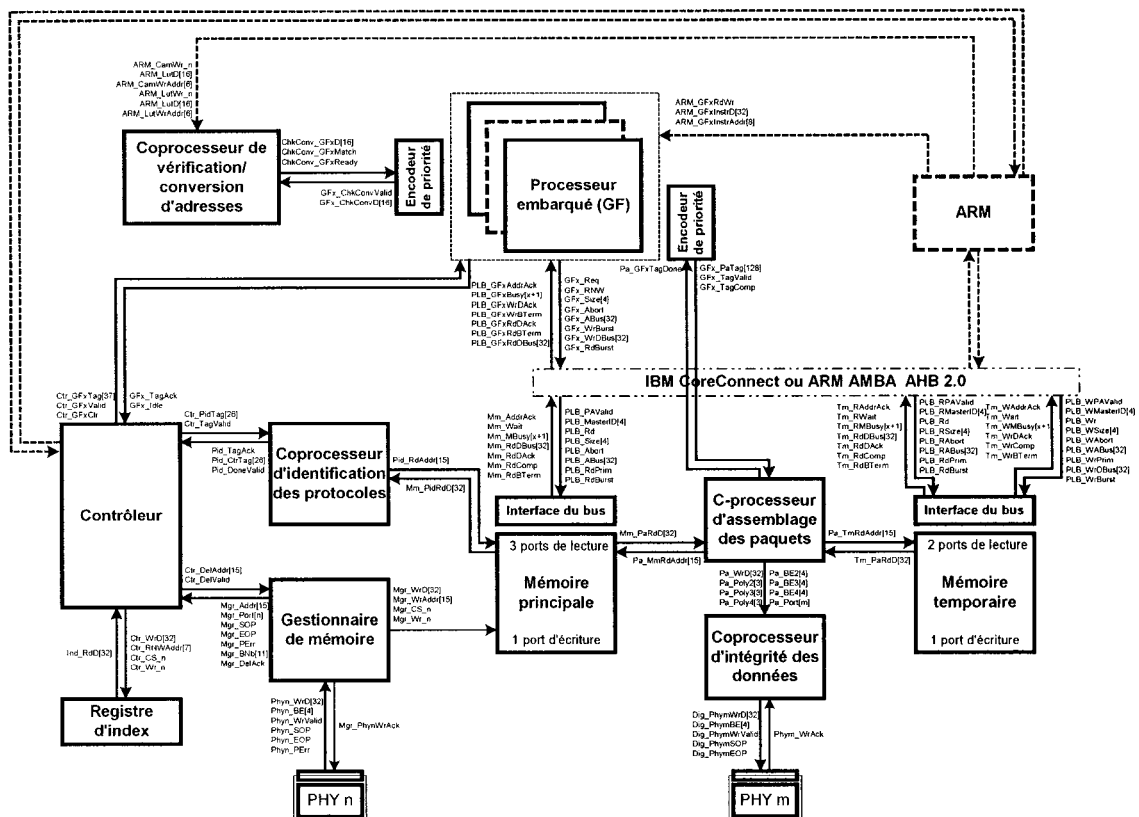 ARM_CamWr_n
ARM_LutD[16]
ARM_CamWrAddr[6]
ARM_LutWr_n
ARM_LutD[16]
ARM_LutWrAddr[6]
Coprocesseur de
vérification/
conversion
d'adresses
ChkConv_GFxD[16]
ChkConv_GFxMatch
ChkConv_GFxReady
GFx_ChkConvValid
GFx_ChkConvD[16]
Encodeur
de priorité
Processeur
embarqué (GF)
ARM_GFxRdWr
ARM_GFxInstrD[32]
ARM_GFxInstrAddr[8]
Encodeur
de priorité
ARM
PLB_GFxAddrAck
PLB_GFxBusy[x+1]
PLB_GFxWrDAck
PLB_GFxWrBTerm
PLB_GFxRdDAck
PLB_GFxRdBTerm
PLB_GFxRdDBus[32]
GFx_Req
GFx_RNW
GFx_Size[4]
GFx_Abort
GFx_ABus[32]
GFx_WrBurst
GFx_WrDBus[32]
GFx_RdBurst
Pa_GFxTagDone
GFx_PaTag[128]
GFx_TagValid
GFx_TagComp
IBM CoreConnect ou ARM AMBA AHB 2.0
Ctr_GFxTag[37]
Ctr_GFxValid
Ctr_GFxClr
GFx_TagAck
GFx_Idle
Contrôleur
Ctr_PidTag[26]
Ctr_TagValid
Pid_TagAck
Pid_CtrTag[26]
Pid_DoneValid
Coprocesseur
d'identification
des protocoles
Pid_RdAddr[15]
Mm_PidRdD[32]
Mm_AddrAck
Mm_Wait
Mm_MBusy[x+1]
Mm_RdDBus[32]
Mm_RdDAck
Mm_RdComp
Mm_RdBTerm
PLB_PAValid
PLB_MasterID[4]
PLB_Rd
PLB_Size[4]
PLB_Abort
PLB_ABus[32]
PLB_RdPrim
PLB_RdBurst
Interface du bus
Tm_RAddrAck
Tm_RWait
Tm_RMBusy[x+1]
Tm_RdDBus[32]
Tm_RdDAck
Tm_RdComp
Tm_RdBTerm
PLB_RPAValid
PLB_RMasterID[4]
PLB_Rd
PLB_RSize[4]
PLB_RAbort
PLB_RABus[32]
PLB_RdPrim
PLB_RdBurst
Tm_WAddrAck
Tm_Wait
Tm_WMBusy[x+1]
Tm_WrDAck
Tm_WrComp
Tm_WrBTerm
PLB_WPAValid
PLB_WMasterID[4]
PLB_Wr
PLB_WSize[4]
PLB_WAbort
PLB_WABus[32]
PLB_WrPrim
PLB_WrDBus[32]
PLB_WrBurst
Interface du bus
3 ports de lecture
Mémoire
principale
1 port d'écriture
Mm_PaRdD[32]
Pa_MmRdAddr[15]
C-processeur
d'assemblage
des paquets
Pa_TmRdAddr[15]
Tm_PaRdD[32]
2 ports de lecture
Mémoire
temporaire
1 port d'écriture
Ctr_DelAddr[15]
Ctr_DelValid
Mgr_Addr[15]
Mgr_Port[n]
Mgr_SOP
Mgr_EOP
Mgr_PErr
Mgr_BNb[11]
Mgr_DelAck
Gestionnaire
de mémoire
Mgr_WrD[32]
Mgr_WrAddr[15]
Mgr_CS_n
Mgr_Wr_n
Pa_WrD[32]
Pa_Poly2[3]
Pa_Poly3[3]
Pa_Poly4[3]
Pa_BE2[4]
Pa_BE3[4]
Pa_BE4[4]
Pa_Port[m]
Coprocesseur
d'intégrité des
données
Ind_RdD[32]
Ctr_WrD[32]
Ctr_RNWAddr[7]
Ctr_CS_n
Ctr_Wr_n
Registre
d'index
Phyn_WrD[32]
Phyn_BE[4]
Phyn_WrValid
Phyn_SOP
Phyn_EOP
Phyn_PErr
Mgr_PhynWrAck
PHY n
Dig_PhymWrD[32]
Dig_PhymBE[4]
Dig_PhymWrValid
Dig_PhymSOP
Dig_PhymEOP
Phym_WrAck
PHY m